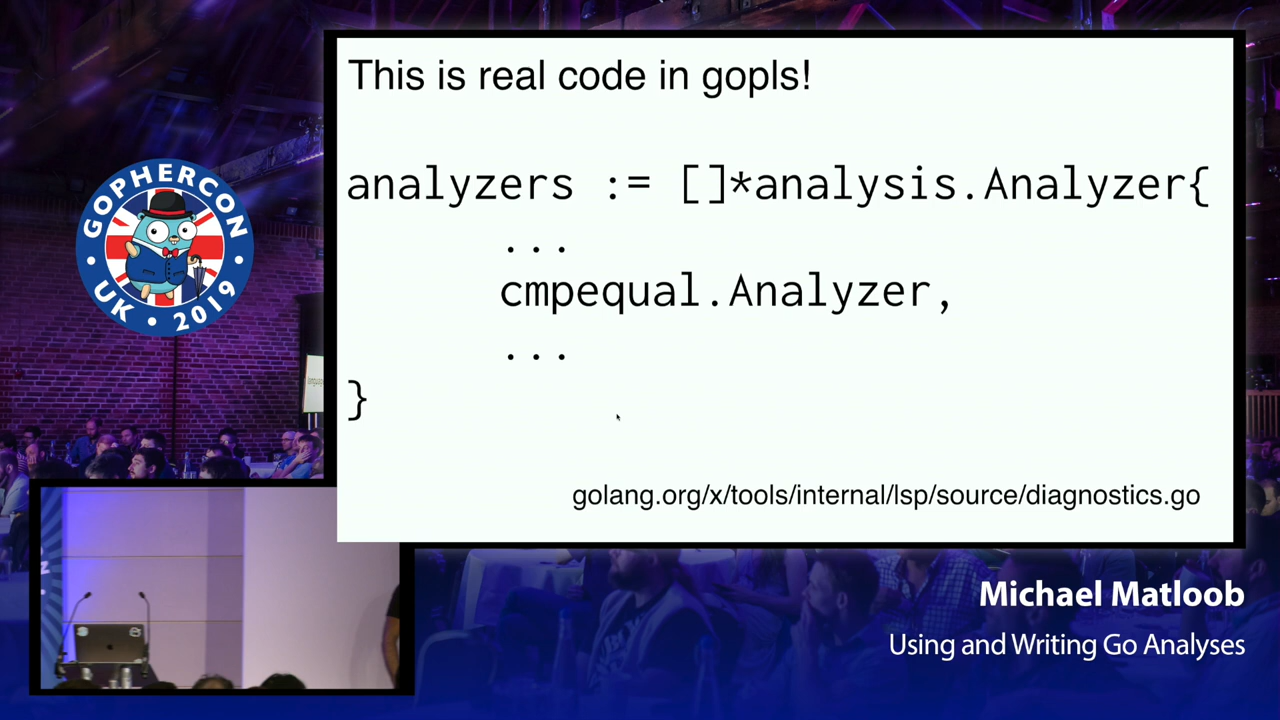 This is real code in gopls!
analyzers := []*analysis.Analyzer{
...
cmpequal.Analyzer,
...
}
golang.org/x/tools/internal/lsp/source/diagnostics.go
GOPHERCON
UK • 2019
Michael Matloob
Using and Writing Go Analyses